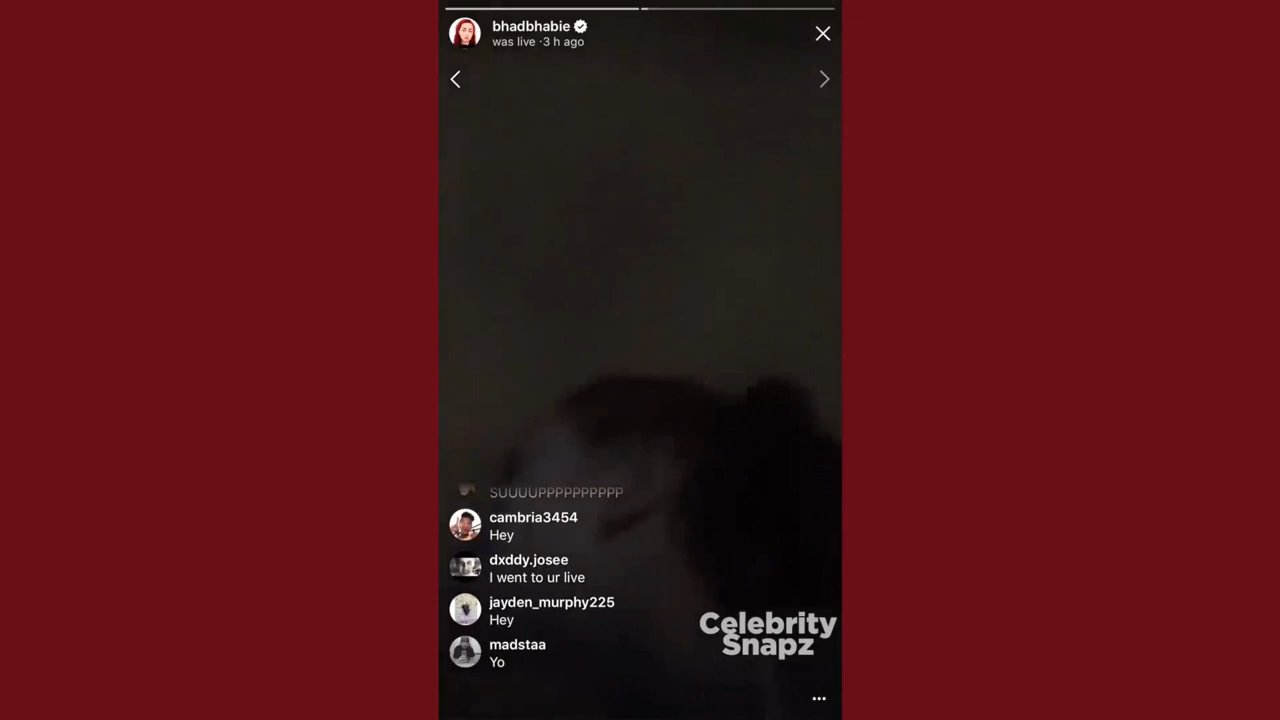 bhadbhabie
was live · 3 h ago
SUUUUPPPPPPPPPP
cambria3454
Hey
dxddy.josee
I went to ur live
jayden_murphy225
Hey
madstaa
Yo
Celebrity
Snapz